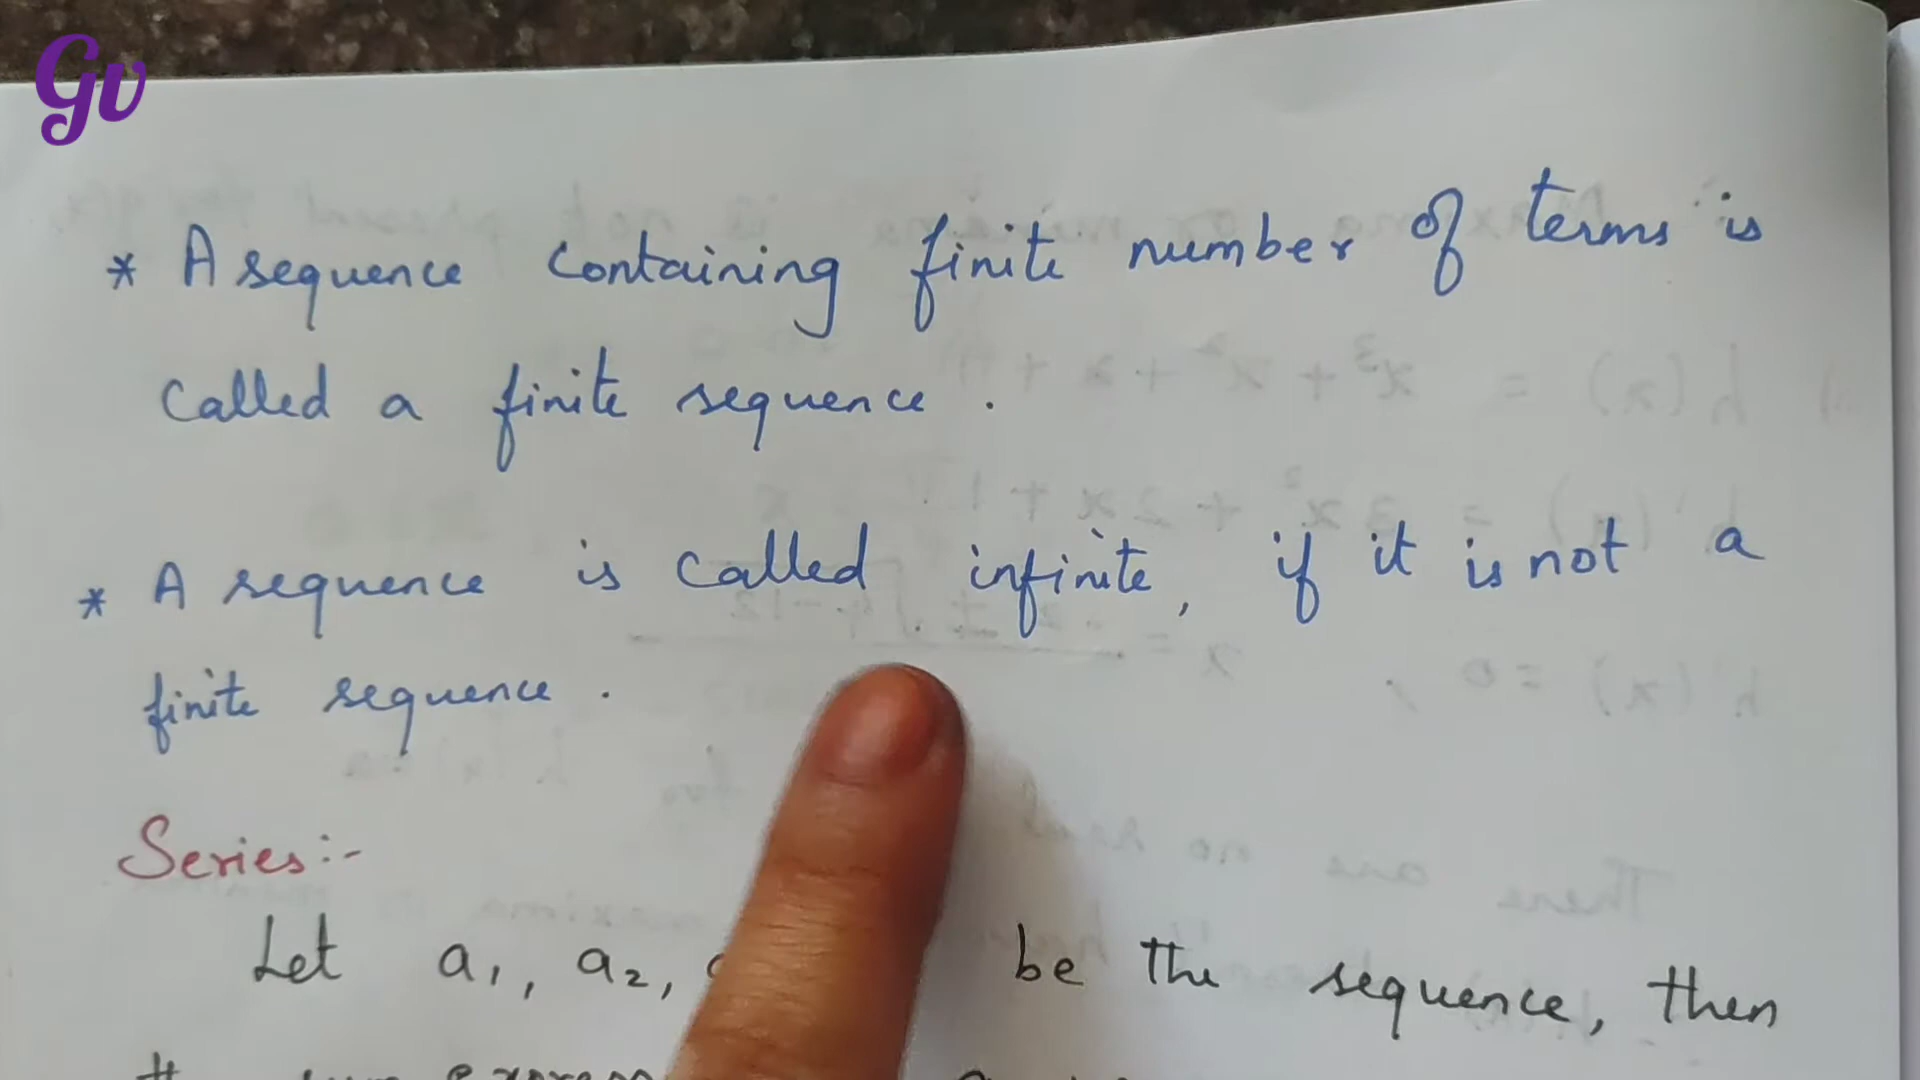 Gv
* A sequence containing finite number of terms is
called a finite sequence .
* A sequence is called infinite, if it is not a
finite sequence .
Series:-
Let a₁, a₂, be the sequence, then